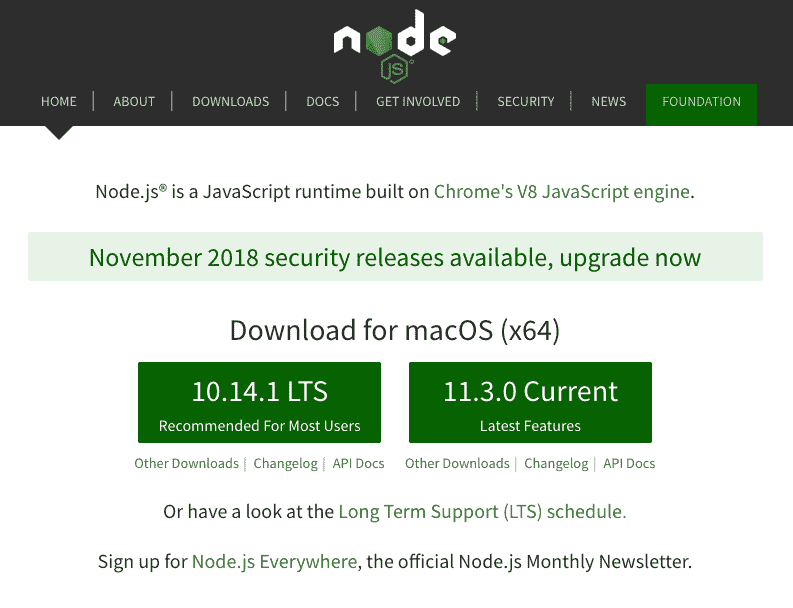 node
JS
HOME ABOUT DOWNLOADS DOCS GET INVOLVED SECURITY NEWS FOUNDATION
Node.js® is a JavaScript runtime built on Chrome's V8 JavaScript engine.
November 2018 security releases available, upgrade now
Download for macOS (x64)
10.14.1 LTS
Recommended For Most Users
11.3.0 Current
Latest Features
Other Downloads | Changelog | API Docs
Other Downloads | Changelog | API Docs
Or have a look at the Long Term Support (LTS) schedule.
Sign up for Node.js Everywhere, the official Node.js Monthly Newsletter.